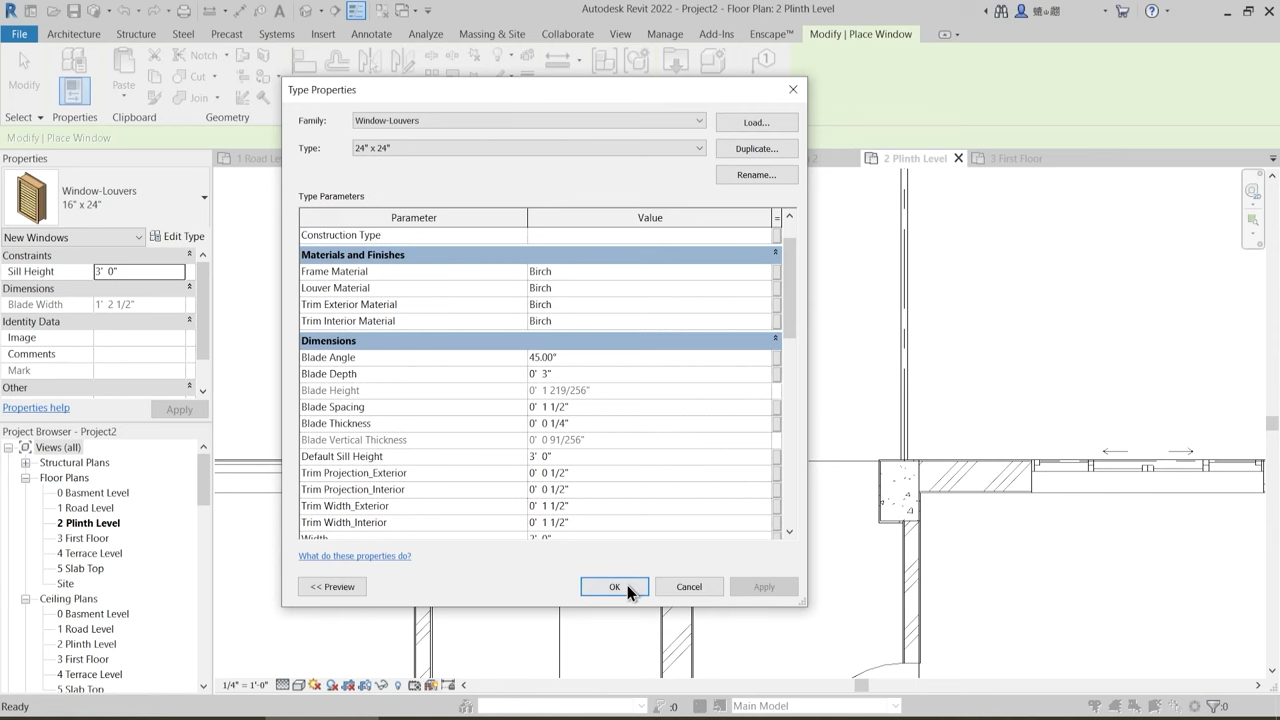 Autodesk Revit 2022 - Project2 - Floor Plan: 2 Plinth Level
File Architecture Structure Steel Precast Systems Insert Annotate Analyze Massing & Site Collaborate View Manage Add-Ins Enscape™ Modify | Place Window
Modify Paste Notch Cut Join
Select Properties Clipboard Geometry
Modify | Place Window
Properties
Window-Louvers
16" x 24"
New Windows Edit Type
Constraints
Sill Height 3' 0"
Dimensions
Blade Width 1' 2 1/2"
Identity Data
Image
Comments
Mark
Other
Properties help Apply
Project Browser - Project2
Views (all)
Structural Plans
Floor Plans
0 Basment Level
1 Road Level
2 Plinth Level
3 First Floor
4 Terrace Level
5 Slab Top
Site
Ceiling Plans
0 Basment Level
1 Road Level
2 Plinth Level
3 First Floor
4 Terrace Level
5 Slab Top
2 Plinth Level 3 First Floor
Type Properties
Family: Window-Louvers Load...
Type: 24" x 24" Duplicate...
Rename...
Type Parameters
Parameter Value =
Construction Type
Materials and Finishes
Frame Material Birch
Louver Material Birch
Trim Exterior Material Birch
Trim Interior Material Birch
Dimensions
Blade Angle 45.00°
Blade Depth 0' 3"
Blade Height 0' 1 219/256"
Blade Spacing 0' 1 1/2"
Blade Thickness 0' 0 1/4"
Blade Vertical Thickness 0' 0 91/256"
Default Sill Height 3' 0"
Trim Projection_Exterior 0' 0 1/2"
Trim Projection_Interior 0' 0 1/2"
Trim Width_Exterior 0' 1 1/2"
Trim Width_Interior 0' 1 1/2"
Width 2' 0"
What do these properties do?
<< Preview OK Cancel Apply
1/4" = 1'-0"
Ready :0 Main Model :0